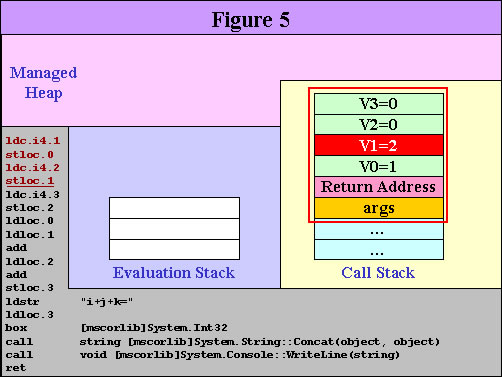 Figure 5
Managed
Heap
V3=0
V2=0
V1=2
V0=1
Return Address
args
...
...
Evaluation Stack
Call Stack
ldc.i4.1
stloc.0
ldc.i4.2
stloc.1
ldc.i4.3
stloc.2
ldloc.0
ldloc.1
add
ldloc.2
add
stloc.3
ldstr "i+j+k="
ldloc.3
box [mscorlib]System.Int32
call string [mscorlib]System.String::Concat(object, object)
call void [mscorlib]System.Console::WriteLine(string)
ret